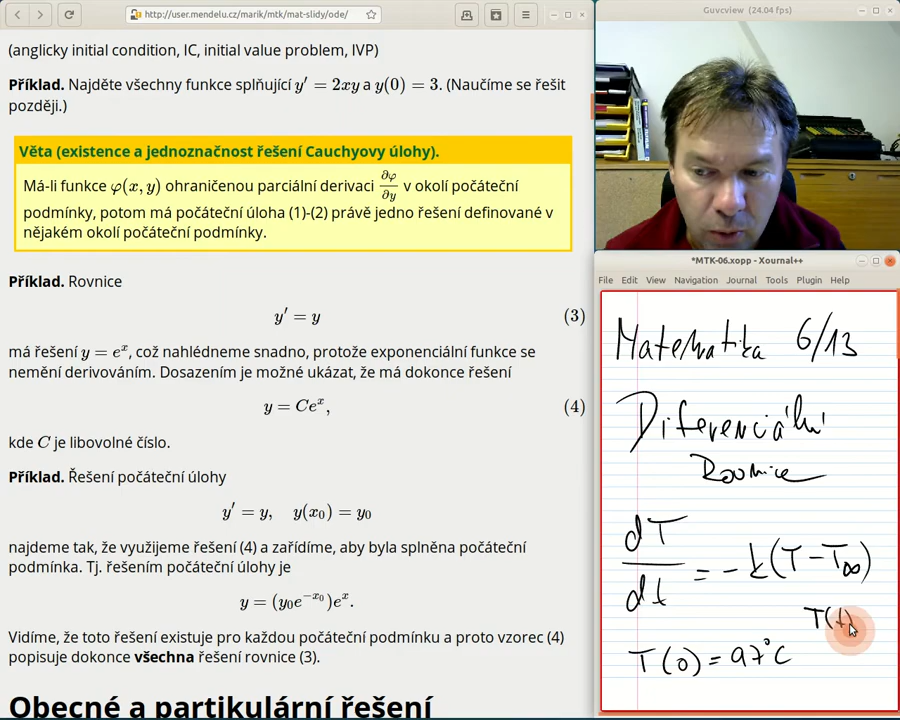 http://user.mendelu.cz/marik/mtk/mat-slidy/ode/
(anglicky initial condition, IC, initial value problem, IVP)
Příklad. Najděte všechny funkce splňující y′ = 2xy a y(0) = 3. (Naučíme se řešit
později.)
Věta (existence a jednoznačnost řešení Cauchyovy úlohy).
Má-li funkce φ(x, y) ohraničenou parciální derivaci ∂φ/∂y v okolí počáteční
podmínky, potom má počáteční úloha (1)-(2) právě jedno řešení definované v
nějakém okolí počáteční podmínky.
Příklad. Rovnice
y′ = y (3)
má řešení y = eˣ, což nahlédneme snadno, protože exponenciální funkce se
nemění derivováním. Dosazením je možné ukázat, že má dokonce řešení
y = Ceˣ, (4)
kde C je libovolné číslo.
Příklad. Řešení počáteční úlohy
y′ = y, y(x₀) = y₀
najdeme tak, že využijeme řešení (4) a zařídíme, aby byla splněna počáteční
podmínka. Tj. řešením počáteční úlohy je
y = (y₀e^{−x₀})eˣ.
Vidíme, že toto řešení existuje pro každou počáteční podmínku a proto vzorec (4)
popisuje dokonce všechna řešení rovnice (3).
Obecné a partikulární řešení
Guvcview (24.04 fps)
*MTK-06.xopp - Xournal++
File Edit View Navigation Journal Tools Plugin Help
Matematika 6/13
Diferenciální
Rovnice
dT/dt = −k(T − T∞)
T(t)
T(0) = 97°C